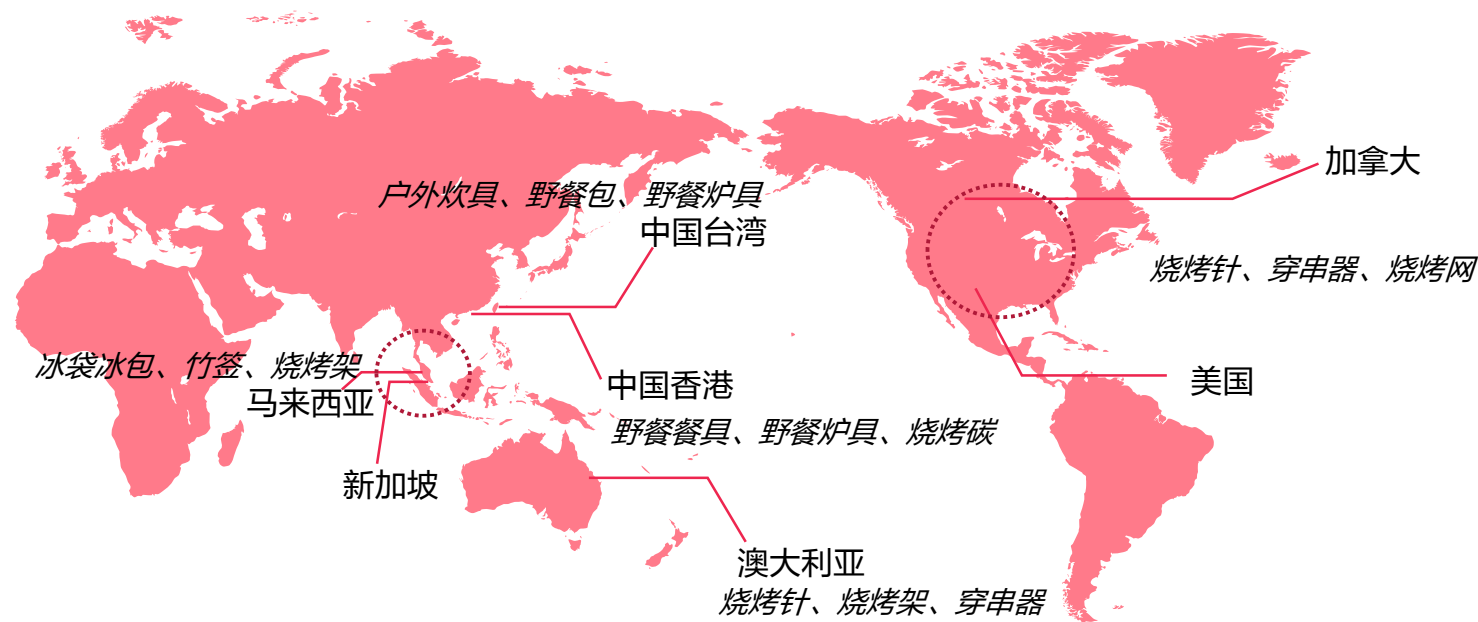 加拿大
户外炊具、野餐包、野餐炉具
中国台湾
烧烤针、穿串器、烧烤网
冰袋冰包、竹签、烧烤架
马来西亚
中国香港
美国
野餐餐具、野餐炉具、烧烤碳
新加坡
澳大利亚
烧烤针、烧烤架、穿串器